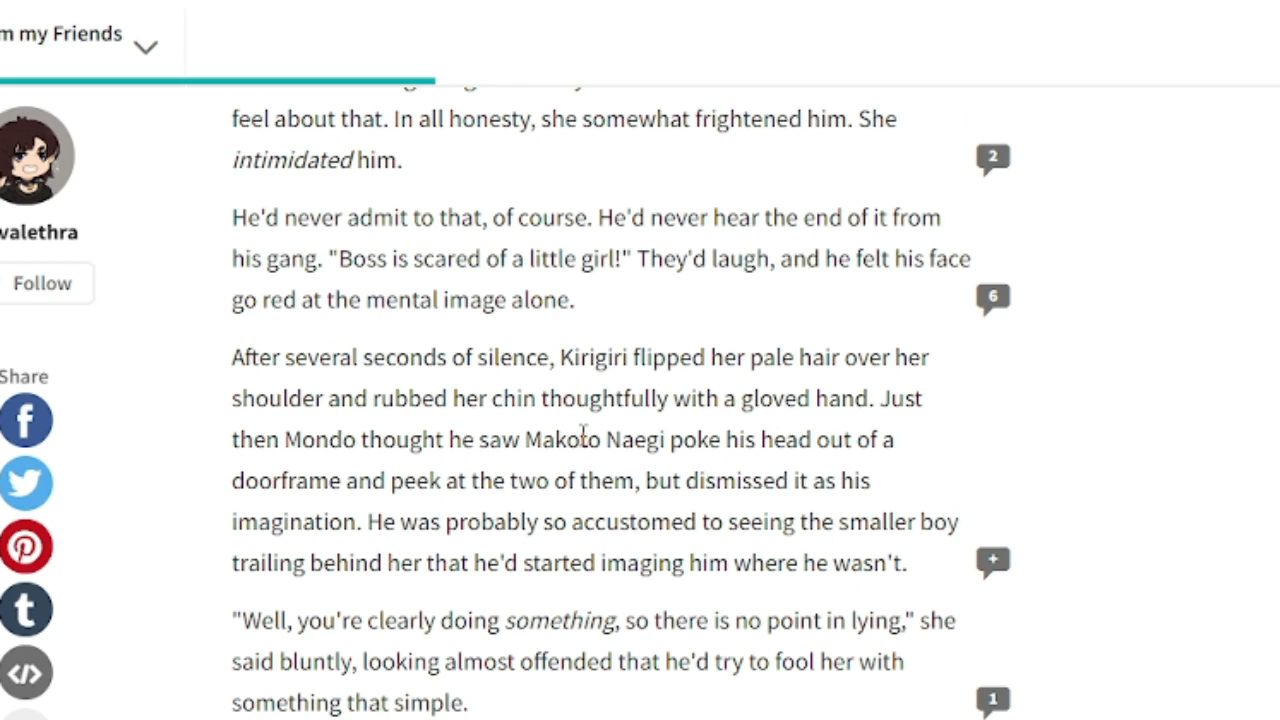 m my Friends
feel about that. In all honesty, she somewhat frightened him. She
intimidated him.
2
He'd never admit to that, of course. He'd never hear the end of it from
his gang. "Boss is scared of a little girl!" They'd laugh, and he felt his face
go red at the mental image alone.
6
valethra
Follow
Share
After several seconds of silence, Kirigiri flipped her pale hair over her
shoulder and rubbed her chin thoughtfully with a gloved hand. Just
then Mondo thought he saw Makoto Naegi poke his head out of a
doorframe and peek at the two of them, but dismissed it as his
imagination. He was probably so accustomed to seeing the smaller boy
trailing behind her that he'd started imaging him where he wasn't.
+
"Well, you're clearly doing something, so there is no point in lying," she
said bluntly, looking almost offended that he'd try to fool her with
something that simple.
1